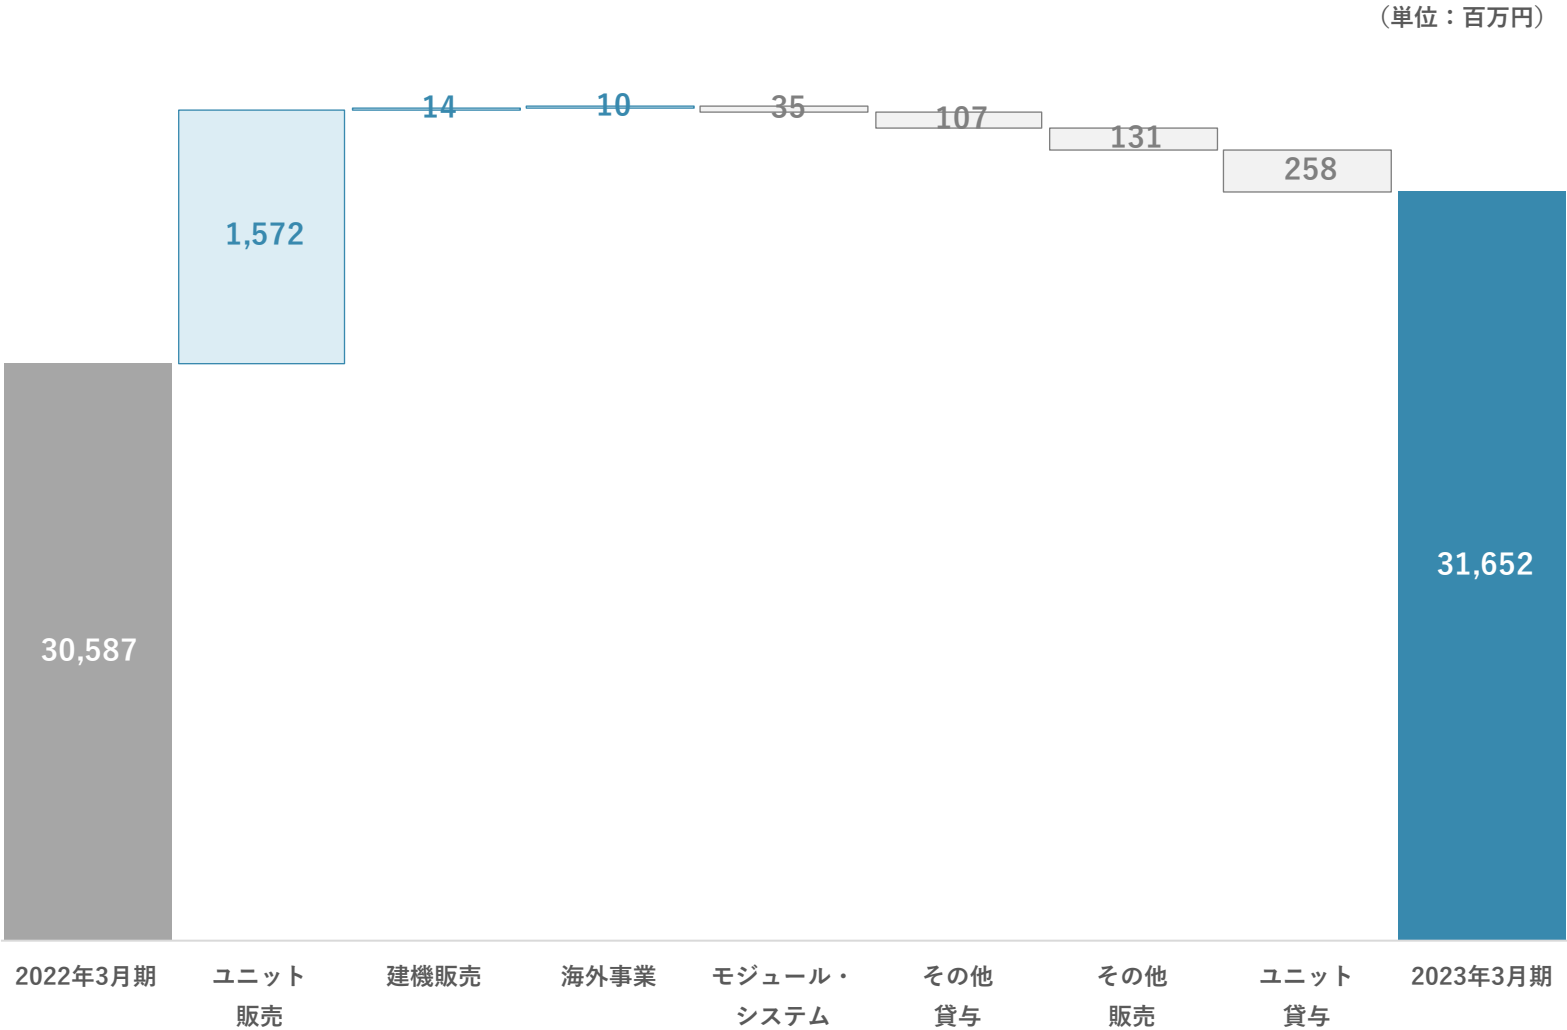 （単位：百万円）
14
10
35
107
131
258
1,572
31,652
30,587
2022年3月期
ユニット
販売
建機販売
海外事業
モジュール・
システム
その他
貸与
その他
販売
ユニット
貸与
2023年3月期